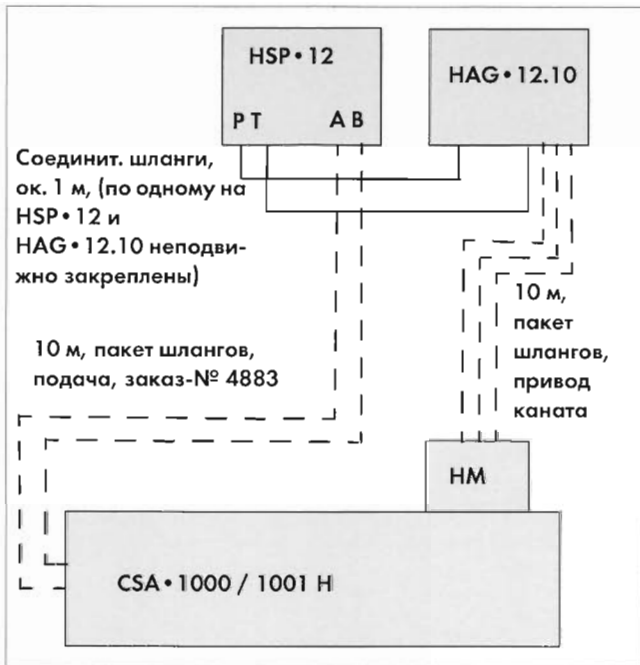 HSP • 12
HAG • 12.10
P T
A B
Соединит. шланги,
ок. 1 м, (по одному на
HSP • 12 и
HAG • 12.10 неподви-
жно закреплены)
10 м, пакет шлангов,
подача, заказ-№ 4883
10 м,
пакет
шлангов,
привод
каната
HM
CSA • 1000 / 1001 H